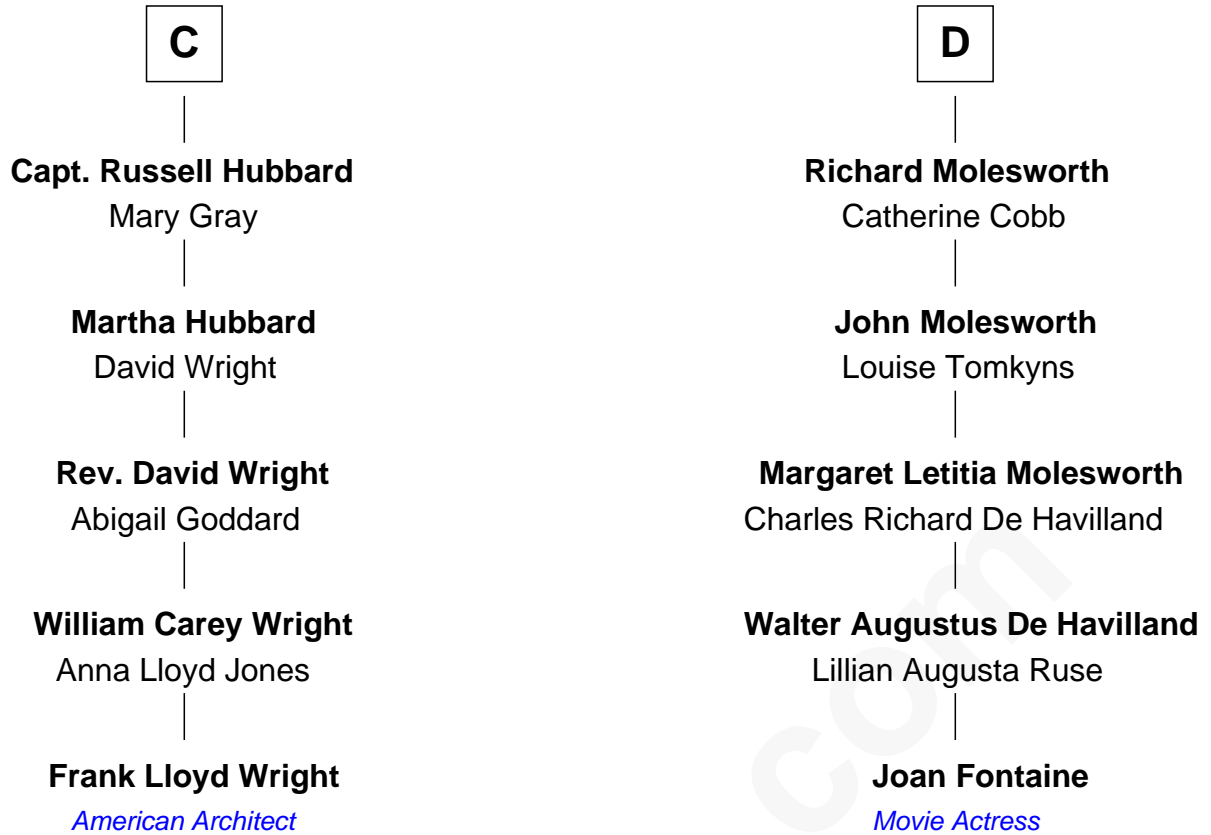 C
Capt. Russell Hubbard
Mary Gray
Martha Hubbard
David Wright
Rev. David Wright
Abigail Goddard
William Carey Wright
Anna Lloyd Jones
Frank Lloyd Wright
American Architect
D
Richard Molesworth
Catherine Cobb
John Molesworth
Louise Tomkyns
Margaret Letitia Molesworth
Charles Richard De Havilland
Walter Augustus De Havilland
Lillian Augusta Ruse
Joan Fontaine
Movie Actress
com